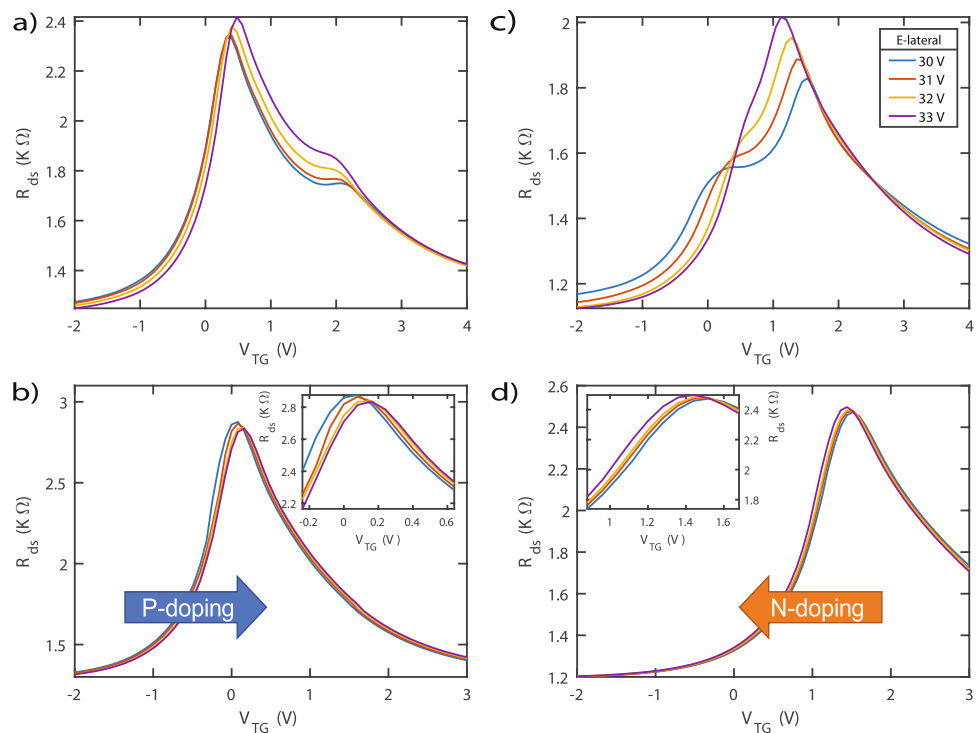 a)
R ds (K Ω)
2.4
2.2
2
1.8
1.6
1.4
-2 -1 0 1 2 3 4
V TG (V)
c)
R ds (K Ω)
2
1.8
1.6
1.4
1.2
-2 -1 0 1 2 3 4
V TG (V)
E-lateral
30 V
31 V
32 V
33 V
b)
R ds (K Ω)
3
2.5
2
1.5
-2 -1 0 1 2 3
V TG (V)
P-doping
R ds (K Ω)
2.8
2.6
2.4
2.2
-0.2 0 0.2 0.4 0.6
V TG (V)
d)
R ds (K Ω)
2.6
2.4
2.2
2
1.8
1.6
1.4
1.2
-2 -1 0 1 2 3
V TG (V)
N-doping
2.4
2.2
2
1.8
R ds (K Ω)
1 1.2 1.4 1.6
V TG (V)